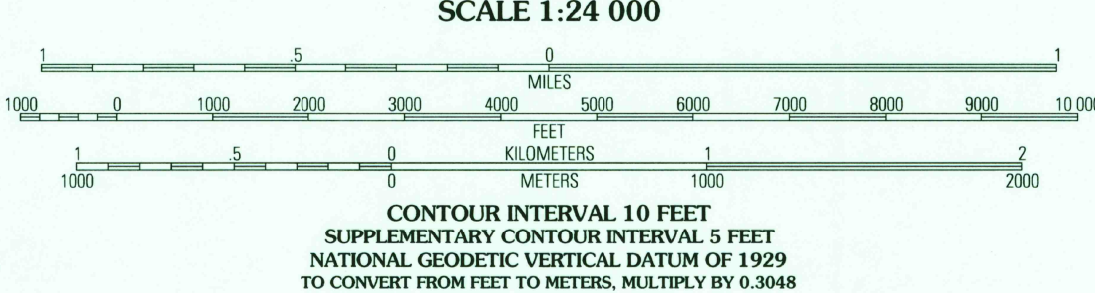 SCALE 1:24 000
1 .5 0 1
MILES
1000 0 1000 2000 3000 4000 5000 6000 7000 8000 9000 10 000
FEET
1 .5 0 KILOMETERS 1 2
1000 0 METERS 1000 2000
CONTOUR INTERVAL 10 FEET
SUPPLEMENTARY CONTOUR INTERVAL 5 FEET
NATIONAL GEODETIC VERTICAL DATUM OF 1929
TO CONVERT FROM FEET TO METERS, MULTIPLY BY 0.3048